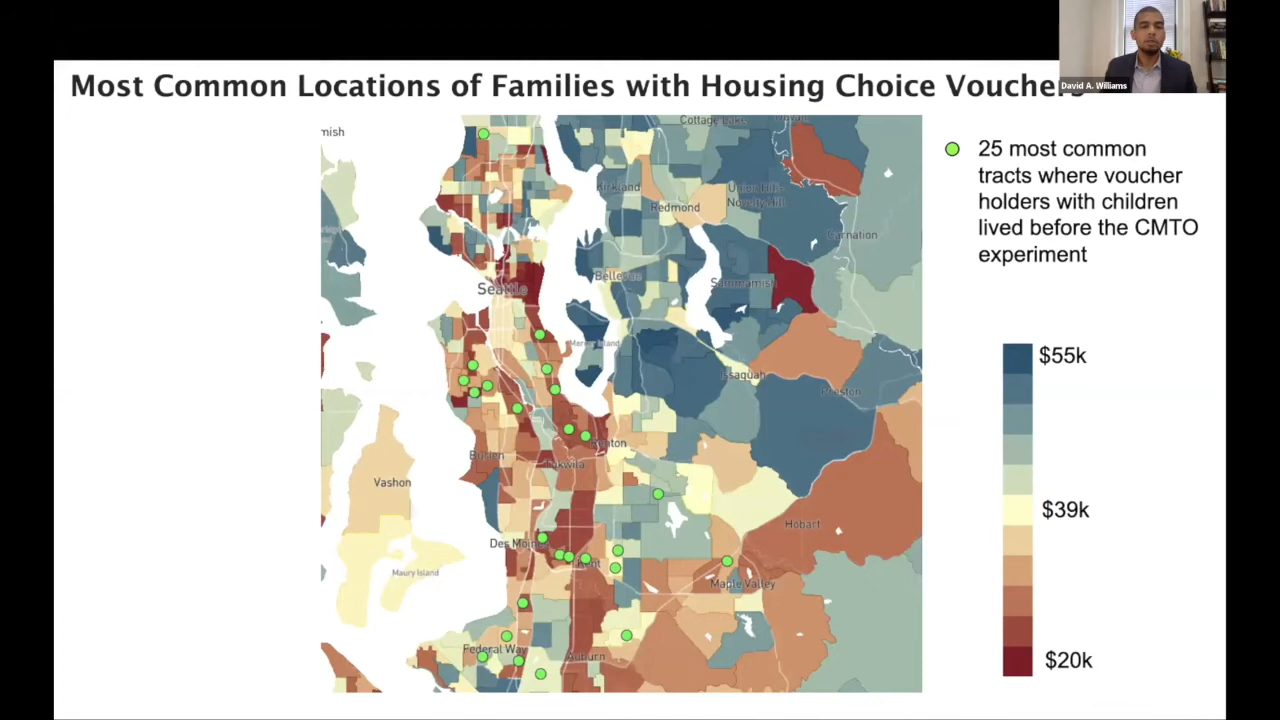 David A. Williams
Most Common Locations of Families with Housing Choice Vouchers
mish
Cottage Lake
Kirkland
Union Hill-
Novelty Hill
Redmond
Carnation
Bellevue
Sammamish
Seattle
Mercer Island
Issaquah
Preston
Renton
Burien
Tukwila
Vashon
Hobart
Des Moines
Kent
Maury Island
Maple Valley
Federal Way
Auburn
25 most common
tracts where voucher
holders with children
lived before the CMTO
experiment
$55k
$39k
$20k